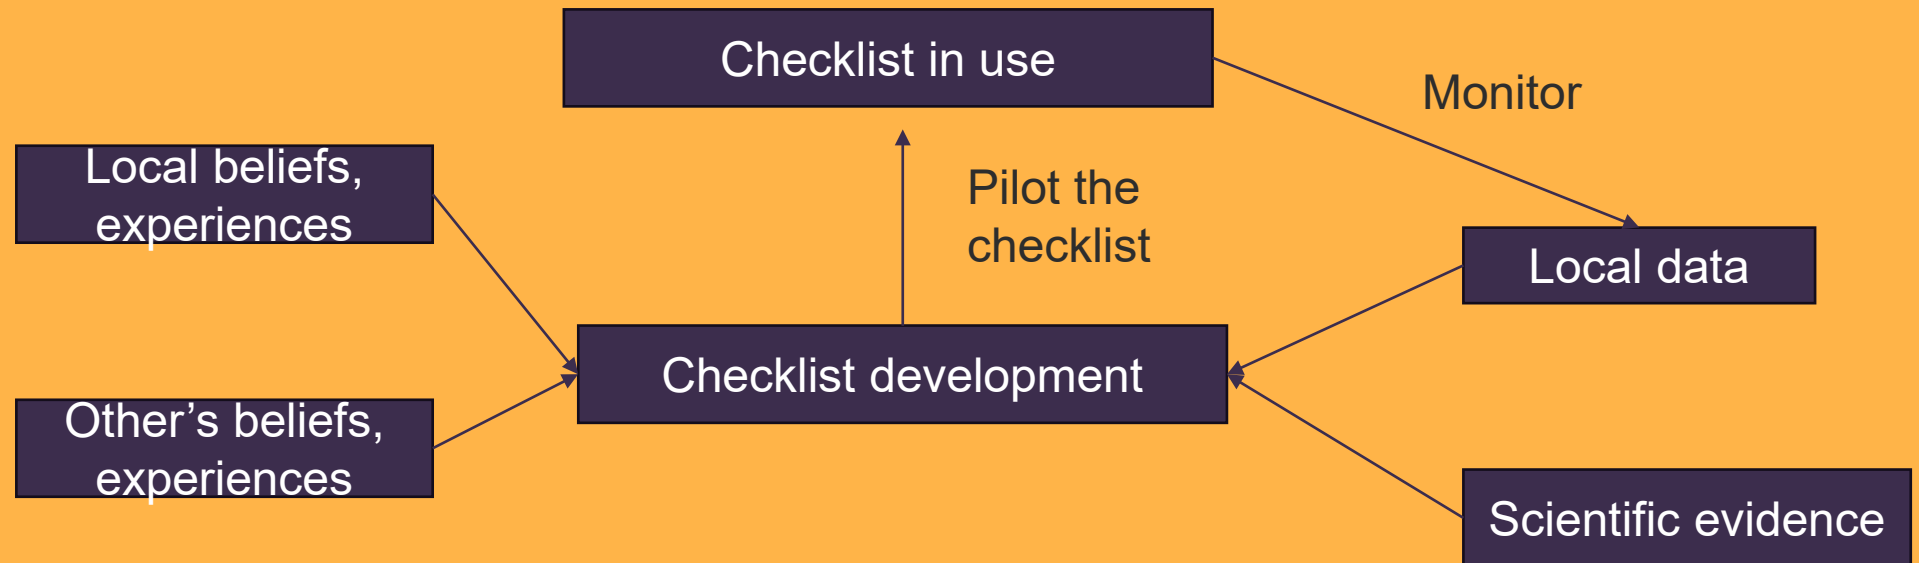 Checklist in use
Monitor
Local beliefs,
experiences
Pilot the
checklist
Local data
Checklist development
Other’s beliefs,
experiences
Scientific evidence